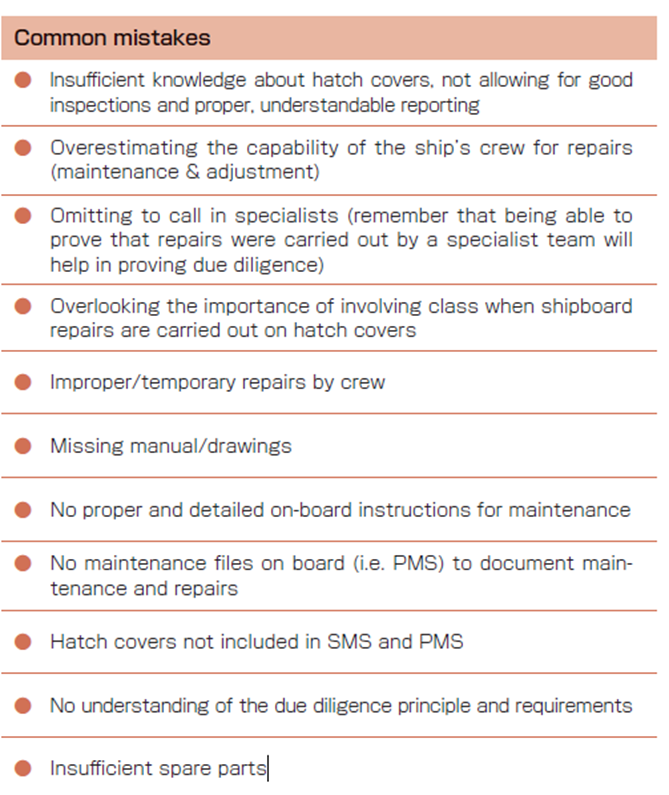 Common mistakes
Insufficient knowledge about hatch covers, not allowing for good
inspections and proper, understandable reporting
Overestimating the capability of the ship's crew for repairs
(maintenance & adjustment)
Omitting to call in specialists (remember that being able to
prove that repairs were carried out by a specialist team will
help in proving due diligence)
Overlooking the importance of involving class when shipboard
repairs are carried out on hatch covers
Improper/temporary repairs by crew
Missing manual/drawings
No proper and detailed on-board instructions for maintenance
No maintenance files on board (i.e. PMS) to document main-
tenance and repairs
Hatch covers not included in SMS and PMS
No understanding of the due diligence principle and requirements
Insufficient spare parts